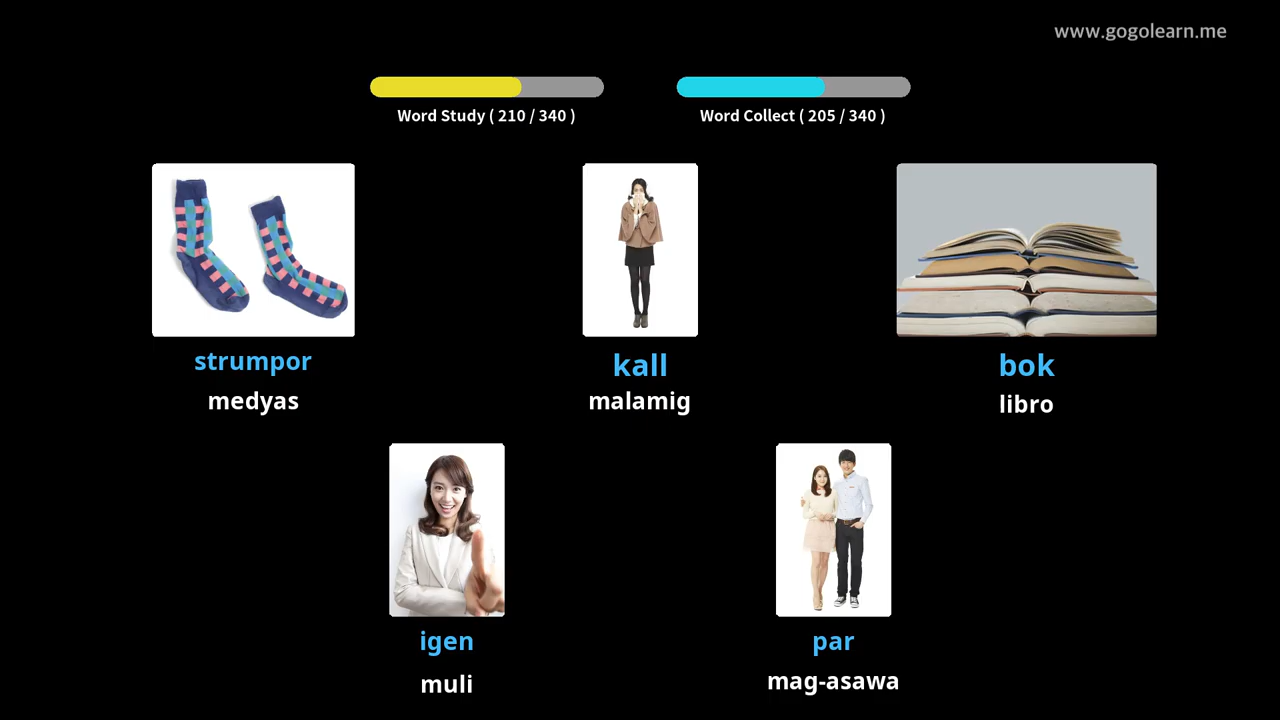 www.gogolearn.me
Word Study ( 210 / 340 )
Word Collect ( 205 / 340 )
strumpor
medyas
kall
malamig
bok
libro
igen
muli
par
mag-asawa